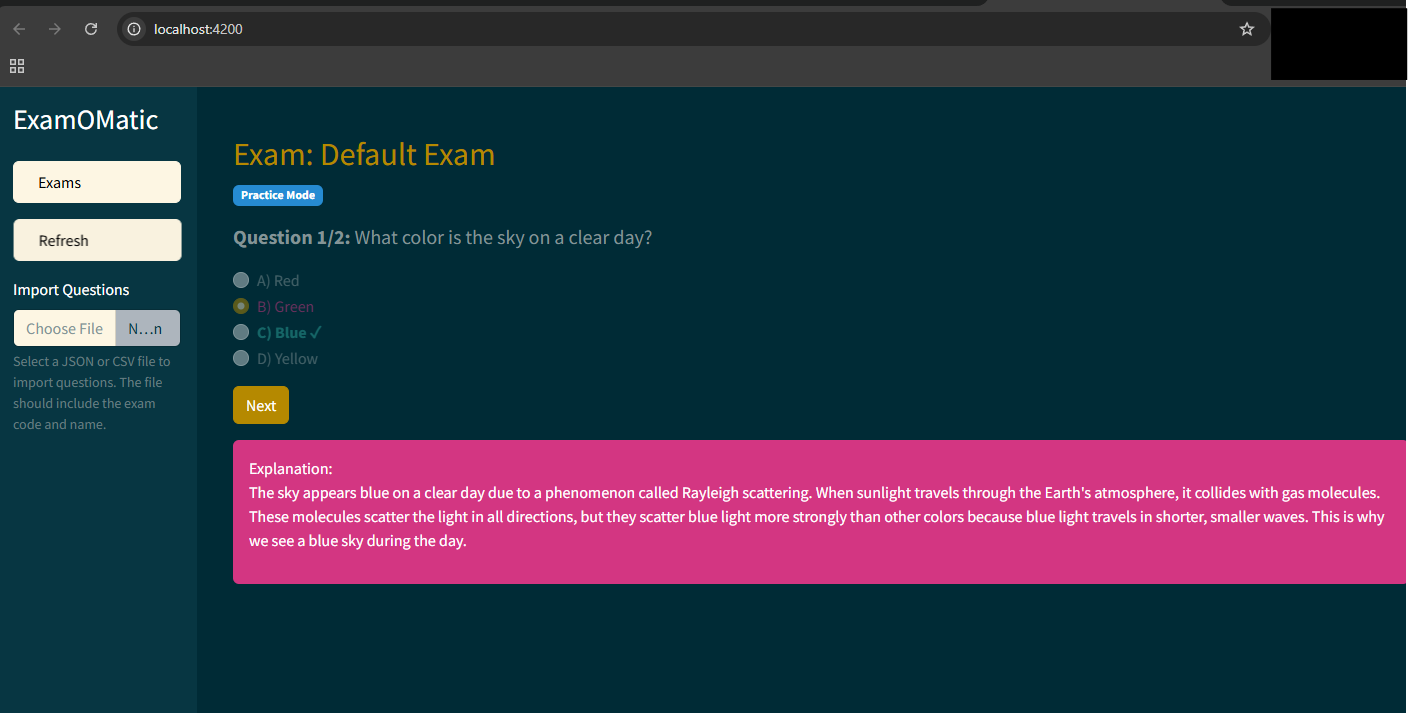 localhost:4200
ExamOMatic
Exams
Refresh
Import Questions
Choose File N...n
Select a JSON or CSV file to
import questions. The file
should include the exam
code and name.
Exam: Default Exam
Practice Mode
Question 1/2: What color is the sky on a clear day?
A) Red
B) Green
C) Blue ✓
D) Yellow
Next
Explanation:
The sky appears blue on a clear day due to a phenomenon called Rayleigh scattering. When sunlight travels through the Earth's atmosphere, it collides with gas molecules.
These molecules scatter the light in all directions, but they scatter blue light more strongly than other colors because blue light travels in shorter, smaller waves. This is why
we see a blue sky during the day.